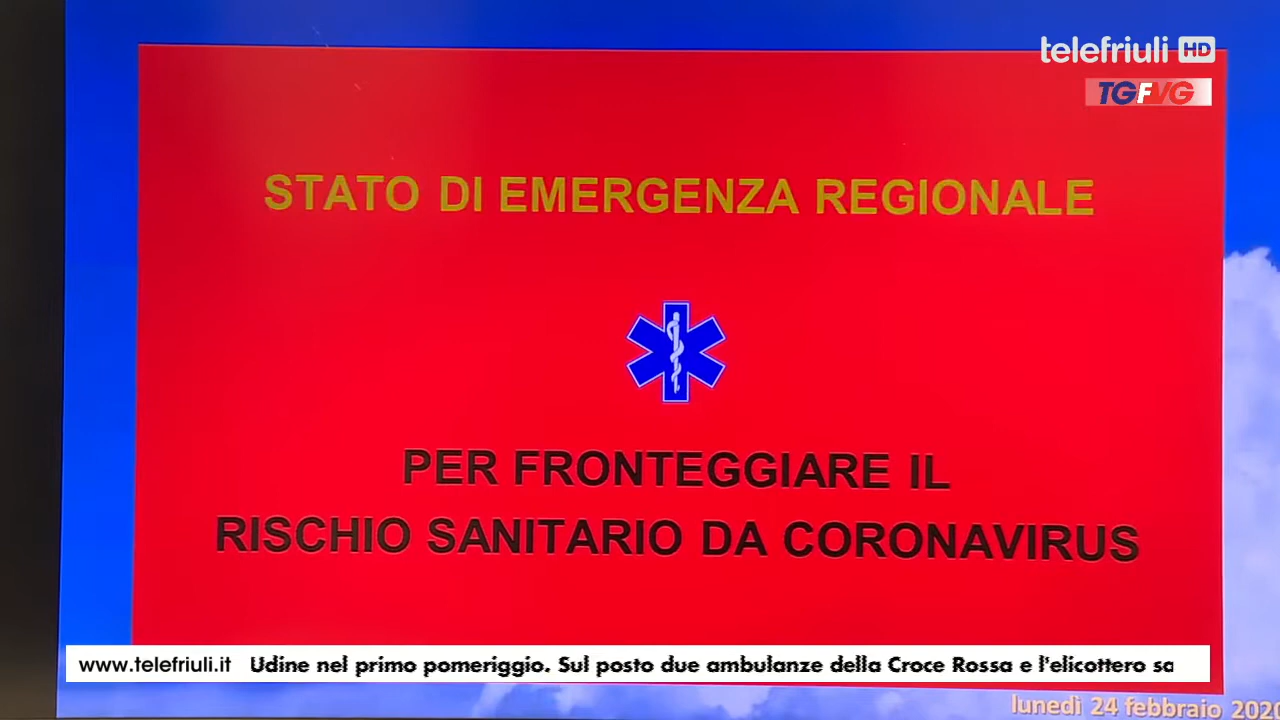 telefriuli HD
TGFVG
STATO DI EMERGENZA REGIONALE
PER FRONTEGGIARE IL
RISCHIO SANITARIO DA CORONAVIRUS
www.telefriuli.it Udine nel primo pomeriggio. Sul posto due ambulanze della Croce Rossa e l'elicottero sa
lunedì 24 febbraio 2020